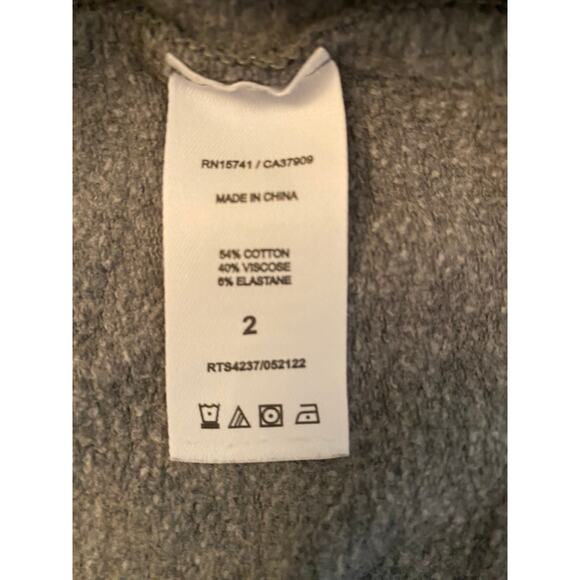 RN15741 / CA37909
MADE IN CHINA
54% COTTON
40% VISCOSE
6% ELASTANE
2
RTS4237/052122